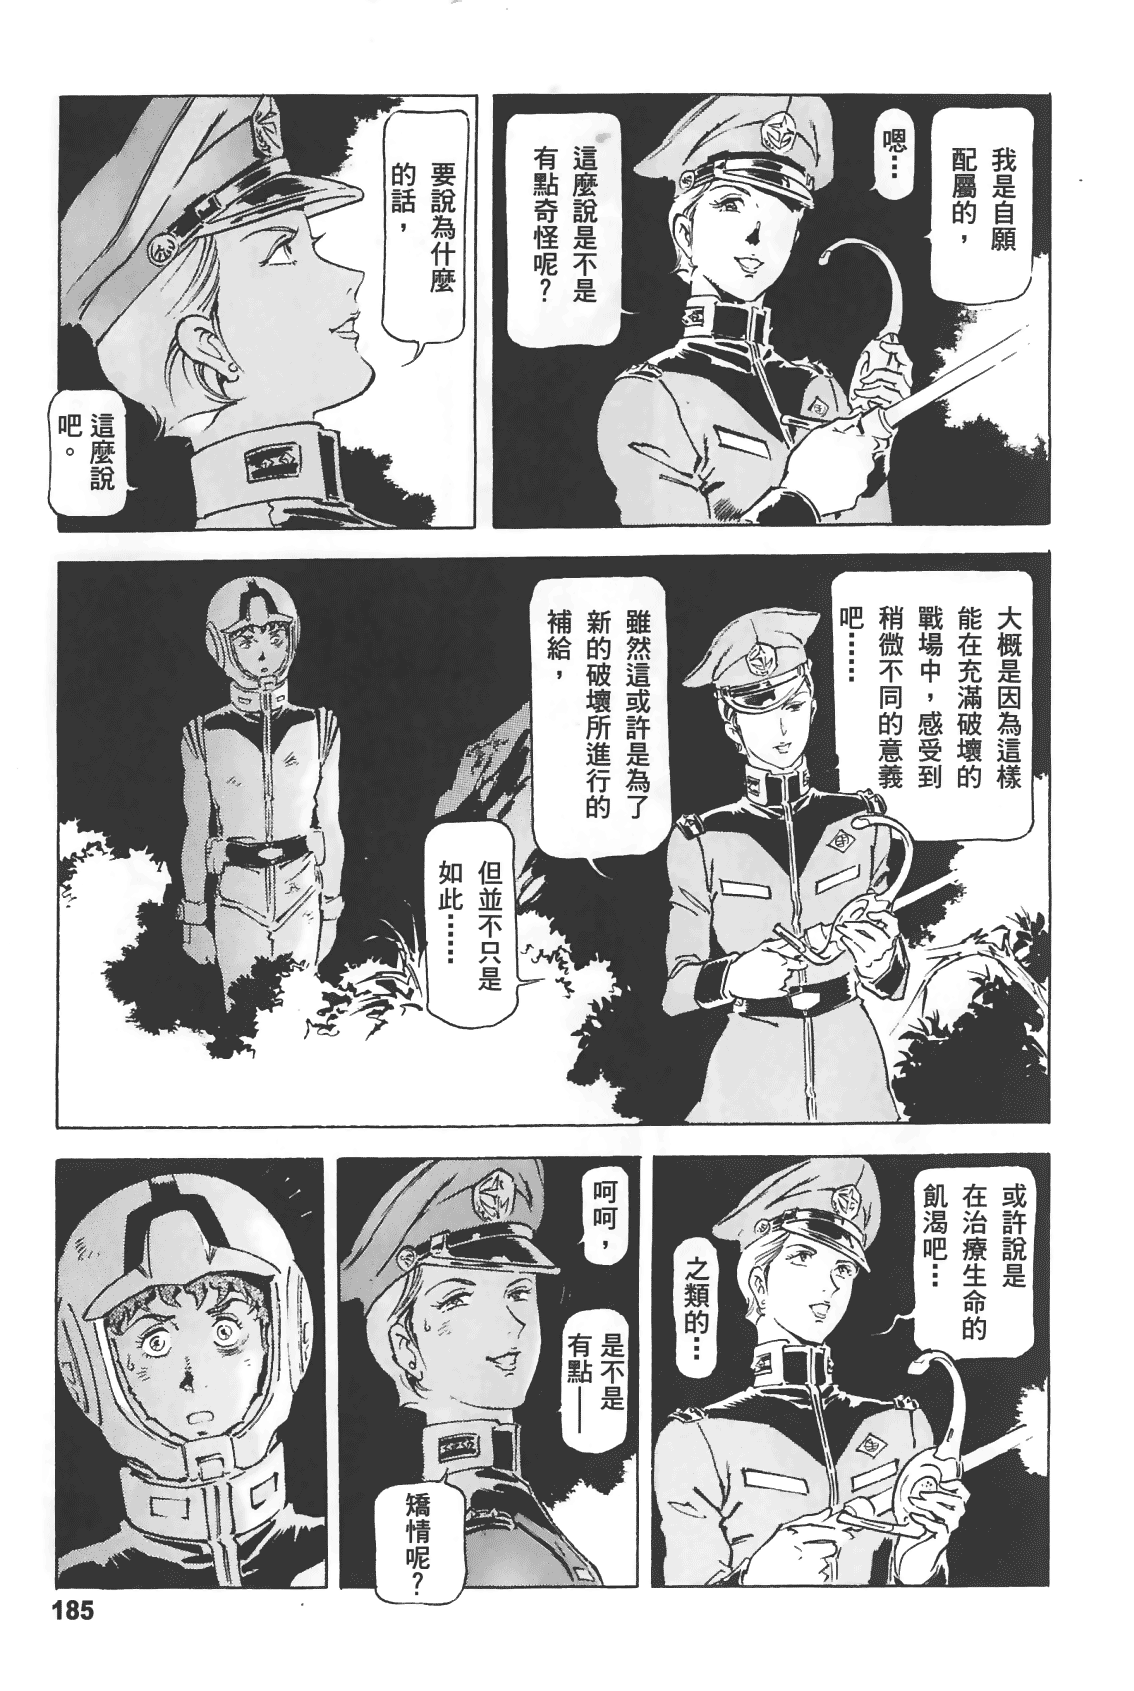 我是自願
配屬的，
嗯…
這麼說是不是
有點奇怪呢？
要說為什麼
的話，
這麼說
吧。
大概是因為這樣
能在充滿破壞的
戰場中，感受到
稍微不同的意義
吧……
雖然這或許是為了
新的破壞所進行的
補給，
但並不只是
如此……
或許說是
在治療生命的
飢渴吧…
之類的…
呵呵，
是不是
有點——
矯情呢？
185